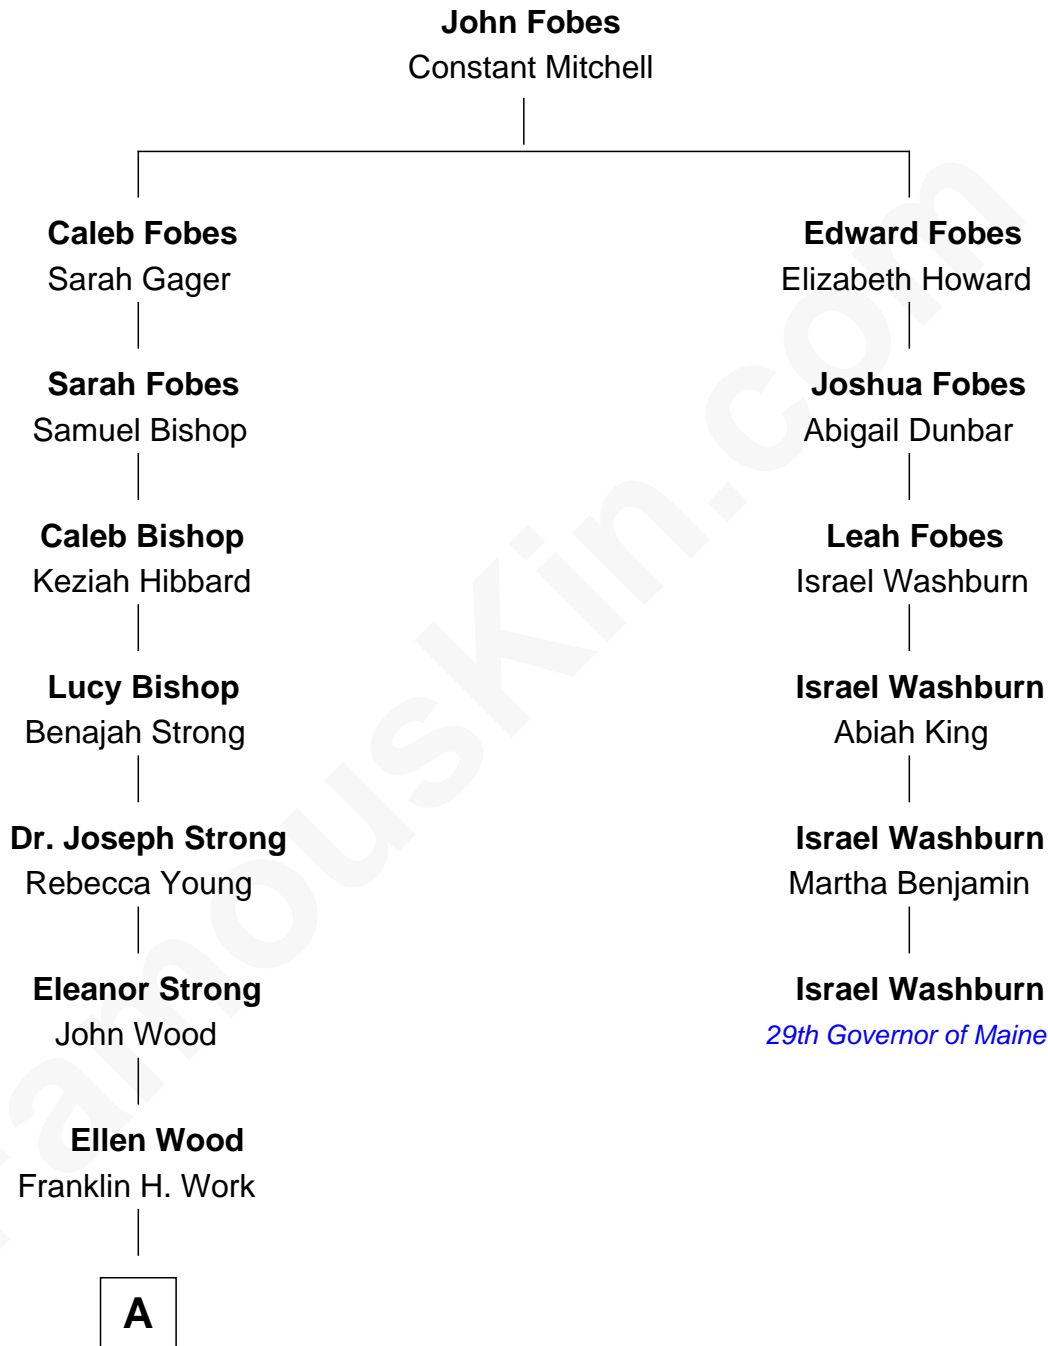 John Fobes
Constant Mitchell
Caleb Fobes
Sarah Gager
Sarah Fobes
Samuel Bishop
Caleb Bishop
Keziah Hibbard
Lucy Bishop
Benajah Strong
Dr. Joseph Strong
Rebecca Young
Eleanor Strong
John Wood
Ellen Wood
Franklin H. Work
A
Edward Fobes
Elizabeth Howard
Joshua Fobes
Abigail Dunbar
Leah Fobes
Israel Washburn
Israel Washburn
Abiah King
Israel Washburn
Martha Benjamin
Israel Washburn
29th Governor of Maine
FamousKin.com